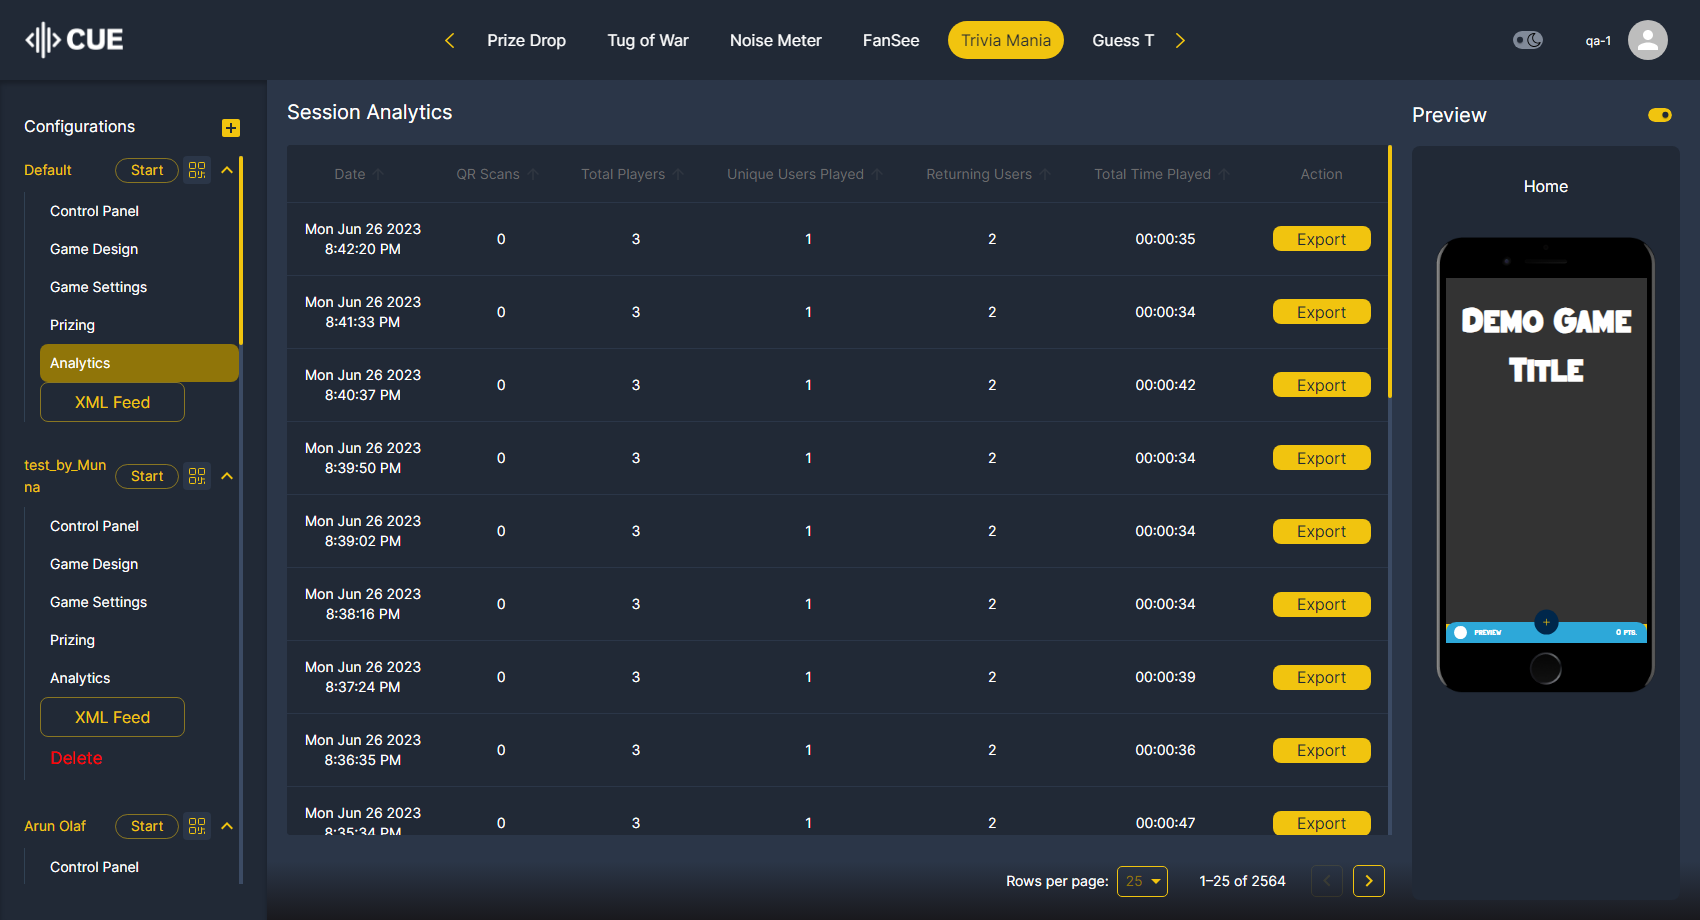 CUE
Prize Drop
Tug of War
Noise Meter
FanSee
Trivia Mania
Guess T
qa-1
Configurations
Default
Start
Control Panel
Game Design
Game Settings
Prizing
Analytics
XML Feed
test_by_Mun
na
Start
Control Panel
Game Design
Game Settings
Prizing
Analytics
XML Feed
Delete
Arun Olaf
Start
Control Panel
Session Analytics
Date QR Scans Total Players Unique Users Played Returning Users Total Time Played Action
Mon Jun 26 2023
8:42:20 PM
0 3 1 2 00:00:35 Export
Mon Jun 26 2023
8:41:33 PM
0 3 1 2 00:00:34 Export
Mon Jun 26 2023
8:40:37 PM
0 3 1 2 00:00:42 Export
Mon Jun 26 2023
8:39:50 PM
0 3 1 2 00:00:34 Export
Mon Jun 26 2023
8:39:02 PM
0 3 1 2 00:00:34 Export
Mon Jun 26 2023
8:38:16 PM
0 3 1 2 00:00:34 Export
Mon Jun 26 2023
8:37:24 PM
0 3 1 2 00:00:39 Export
Mon Jun 26 2023
8:36:35 PM
0 3 1 2 00:00:36 Export
Mon Jun 26 2023
8:35:34 PM
0 3 1 2 00:00:47 Export
Rows per page: 25 1–25 of 2564
Preview
Home
Demo Game
Title
PREVIEW
0 PTS.